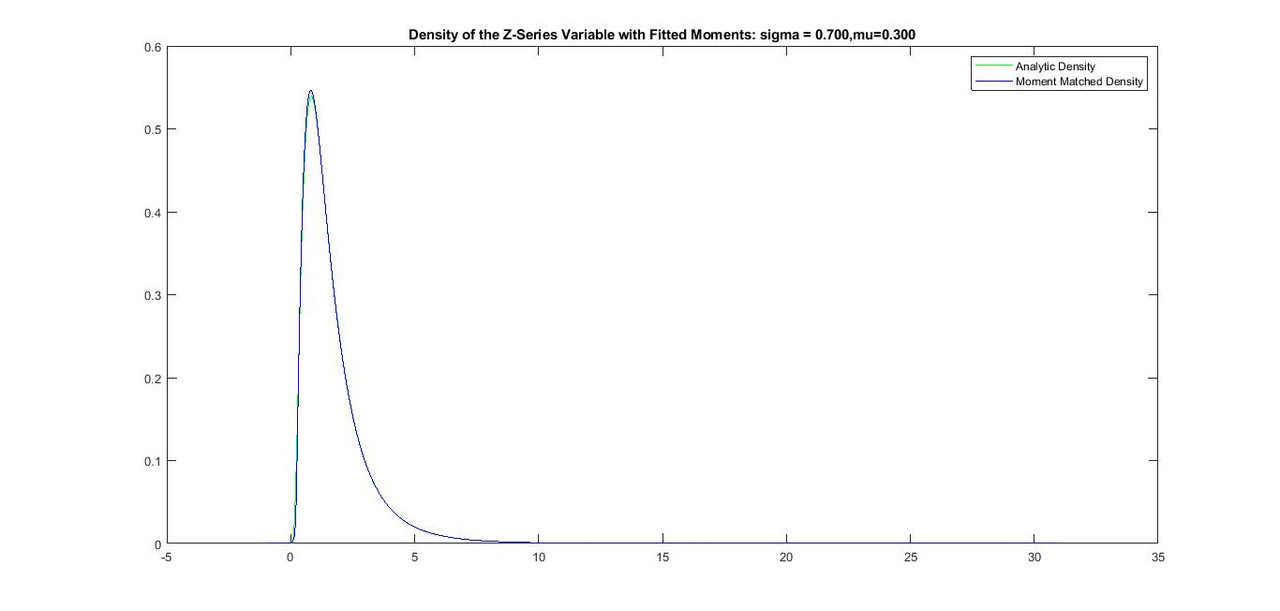 Density of the Z-Series Variable with Fitted Moments: sigma = 0.700,mu=0.300
Analytic Density
Moment Matched Density
0.6
0.5
0.4
0.3
0.2
0.1
0
-5 0 5 10 15 20 25 30 35